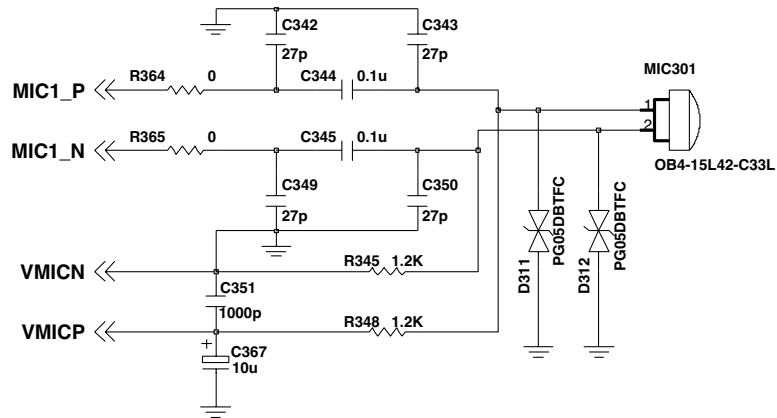 C342
C343
27p
27p
R364 0
C344 0.1u
MIC301
MIC1_P
1
2
R365 0
C345 0.1u
MIC1_N
OB4-15L42-C33L
C349
C350
27p
27p
PG05DBTFC
PG05DBTFC
D311
D312
R345 1.2K
VMICN
C351
1000p
R348 1.2K
VMICP
+
C367
10u